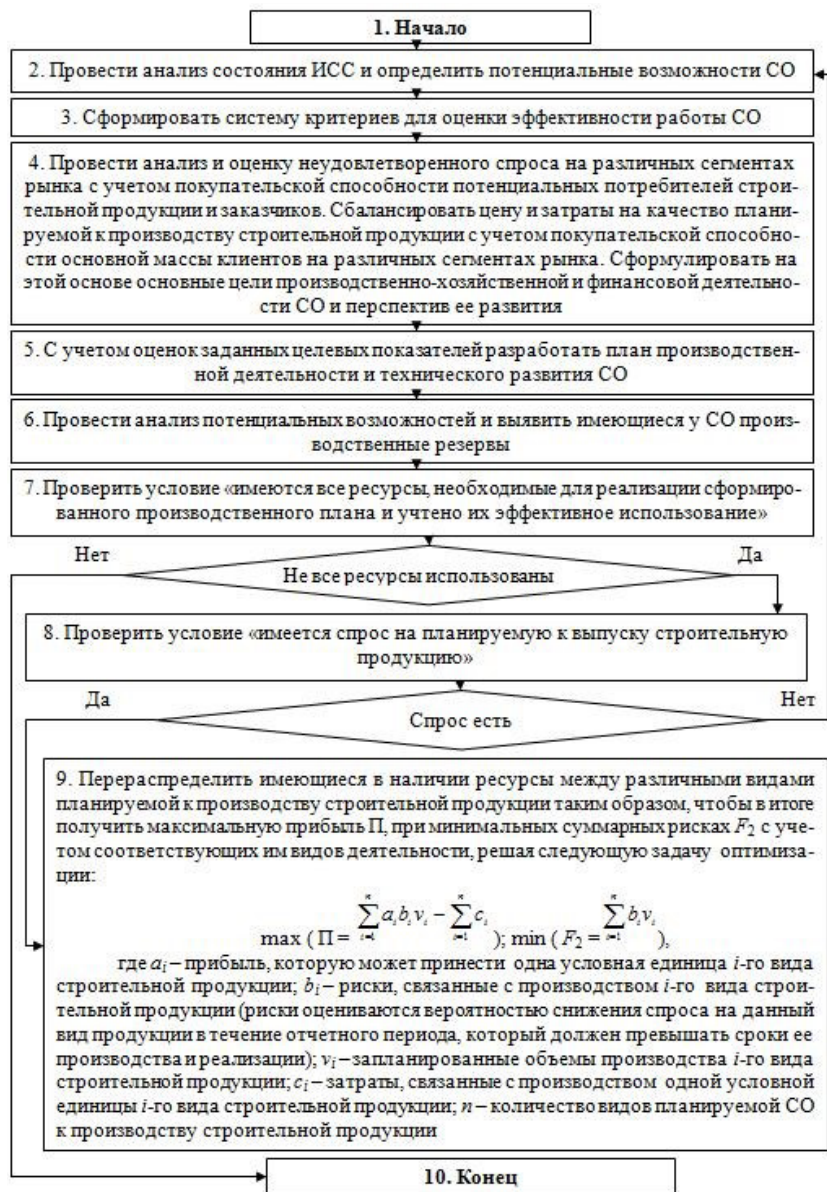 1. Начало
2. Провести анализ состояния ИСС и определить потенциальные возможности СО
3. Сформировать систему критериев для оценки эффективности работы СО
4. Провести анализ и оценку неудовлетворенного спроса на различных сегментах
рынка с учетом покупательской способности потенциальных потребителей строи-
тельной продукции и заказчиков. Сбалансировать цену и затраты на качество плани-
руемой к производству строительной продукции с учетом покупательской способно-
сти основной массы клиентов на различных сегментах рынка. Сформулировать на
этой основе основные цели производственно-хозяйственной и финансовой деятельно-
сти СО и перспектив ее развития
5. С учетом оценок заданных целевых показателей разработать план производствен-
ной деятельности и технического развития СО
6. Провести анализ потенциальных возможностей и выявить имеющиеся у СО произ-
водственные резервы
7. Проверить условие «имеются все ресурсы, необходимые для реализации сформиро-
ванного производственного плана и учтено их эффективное использование»
Нет
Да
Не все ресурсы использованы
8. Проверить условие «имеется спрос на планируемую к выпуску строительную
продукцию»
Да
Нет
Спрос есть
9. Перераспределить имеющиеся в наличии ресурсы между различными видами
планируемой к производству строительной продукции таким образом, чтобы в итоге
получить максимальную прибыль П, при минимальных суммарных рисках F₂ с уче-
том соответствующих им видов деятельности, решая следующую задачу оптимиза-
ции:
max ( П = ∑ⁿᵢ₌₁ aᵢbᵢvᵢ – ∑ⁿᵢ₌₁ cᵢ ); min ( F₂ = ∑ⁿᵢ₌₁ bᵢvᵢ ),
где aᵢ – прибыль, которую может принести одна условная единица i-го вида
строительной продукции; bᵢ – риски, связанные с производством i-го вида строи-
тельной продукции (риски оцениваются вероятностью снижения спроса на данный
вид продукции в течение отчетного периода, который должен превышать сроки ее
производства и реализации); vᵢ – запланированные объемы производства i-го вида
строительной продукции; cᵢ – затраты, связанные с производством одной условной
единицы i-го вида строительной продукции; n – количество видов планируемой СО
к производству строительной продукции
10. Конец